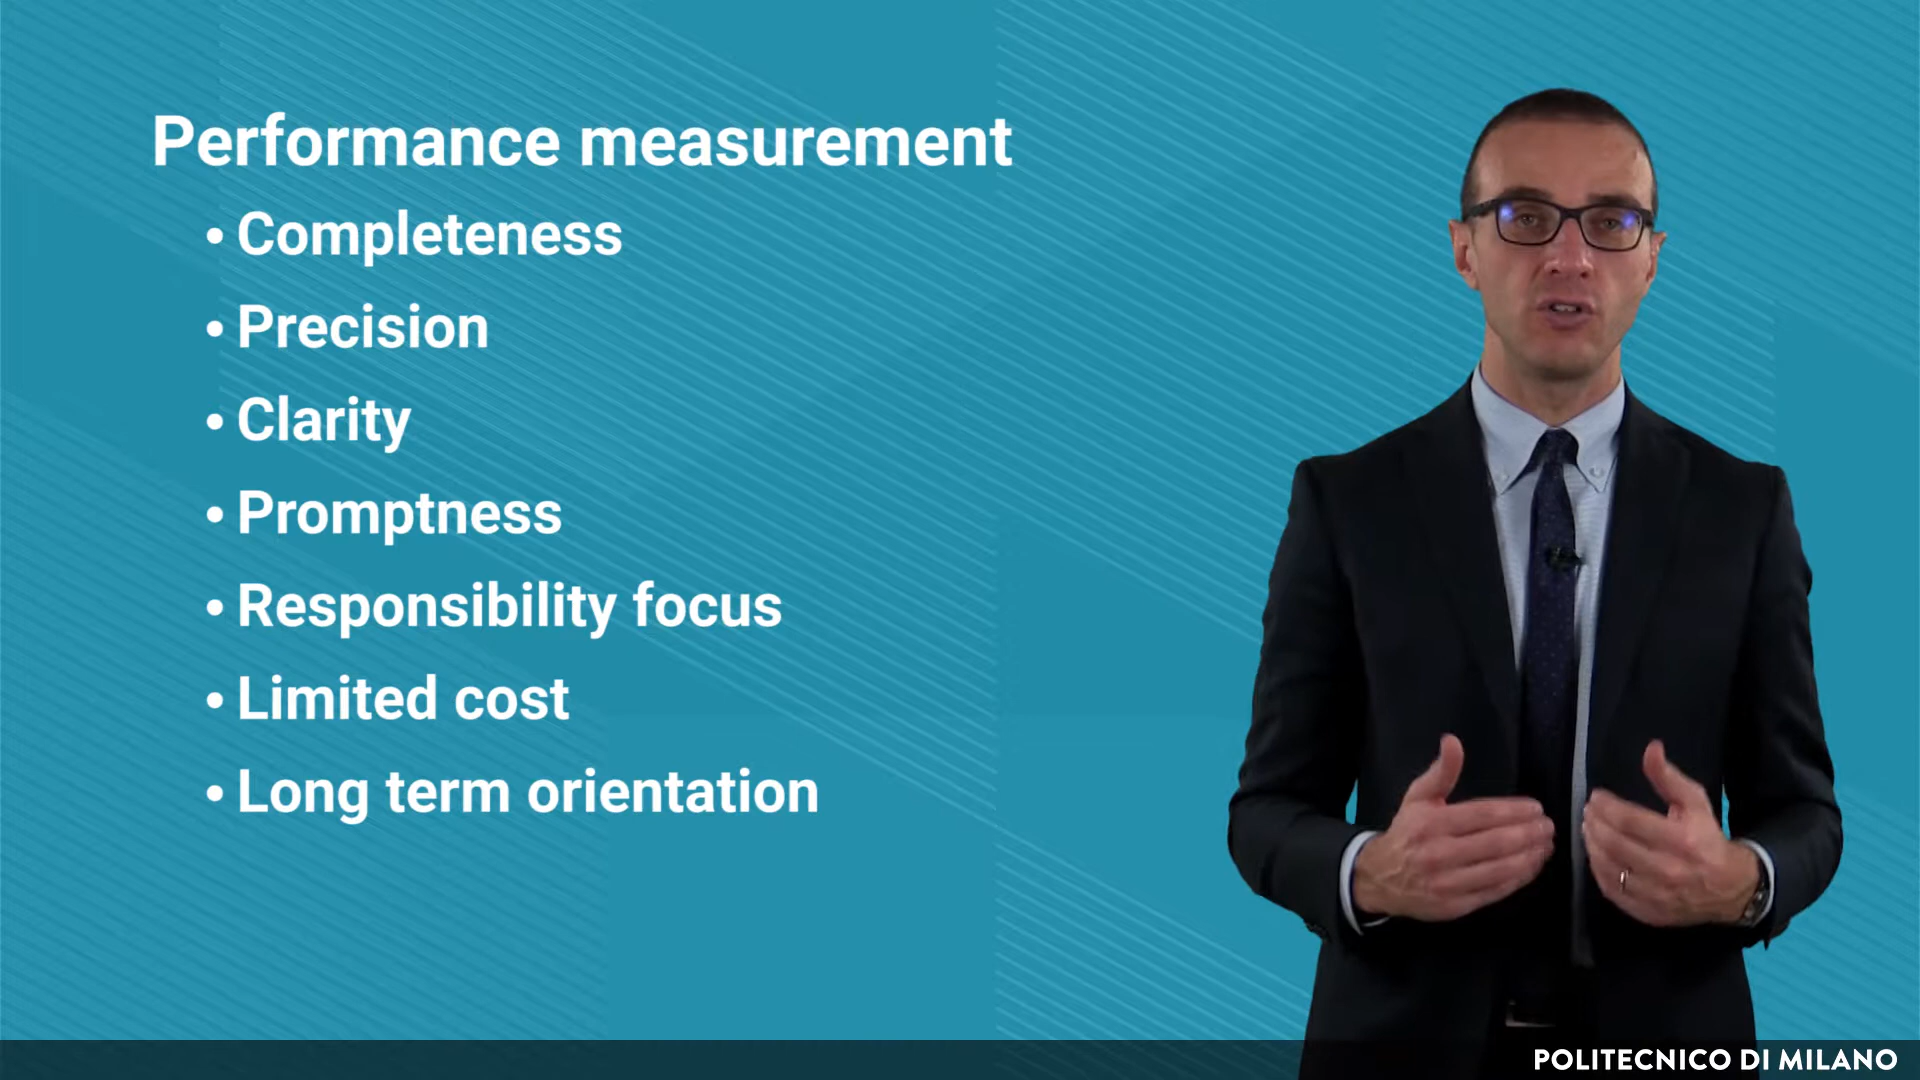 Performance measurement
• Completeness
• Precision
• Clarity
• Promptness
• Responsibility focus
• Limited cost
• Long term orientation
POLITECNICO DI MILANO